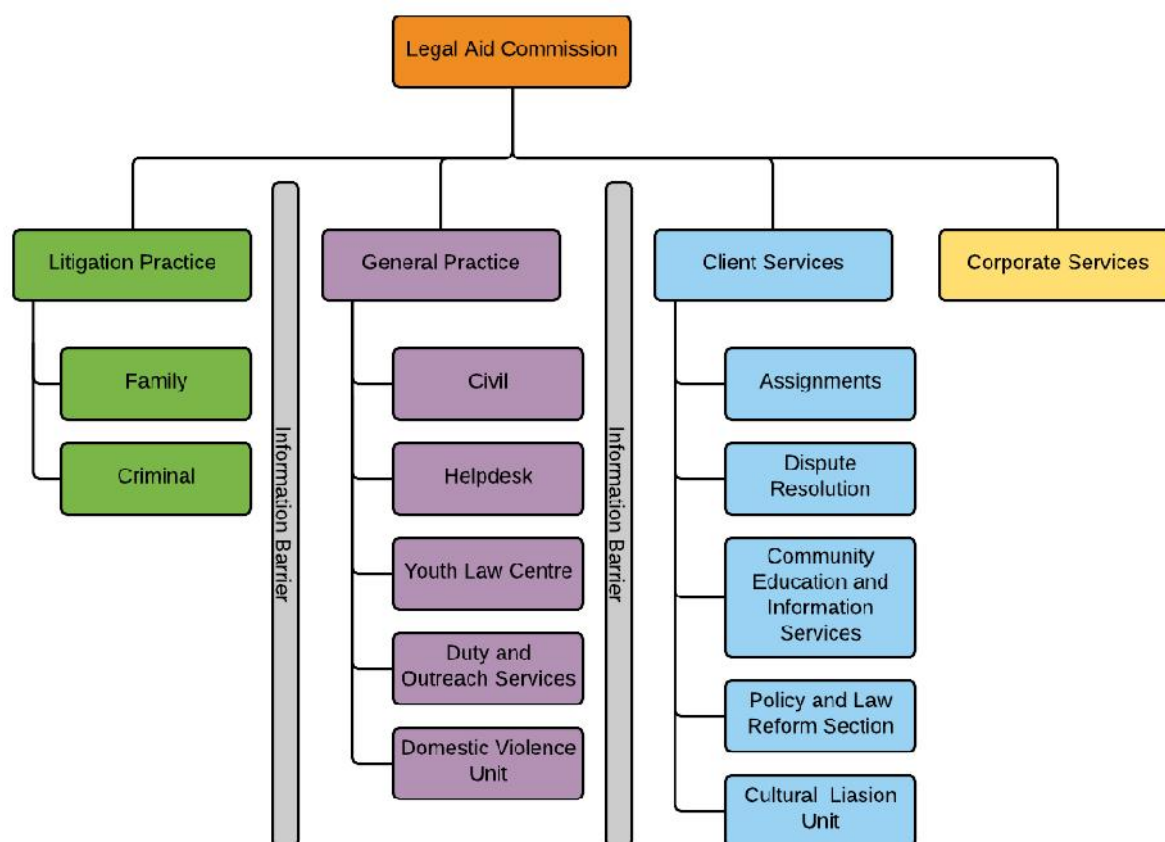 Legal Aid Commission
Litigation Practice
General Practice
Client Services
Corporate Services
Family
Criminal
Information Barrier
Civil
Helpdesk
Youth Law Centre
Duty and
Outreach Services
Domestic Violence
Unit
Information Barrier
Assignments
Dispute
Resolution
Community
Education and
Information
Services
Policy and Law
Reform Section
Cultural  Liasion
Unit